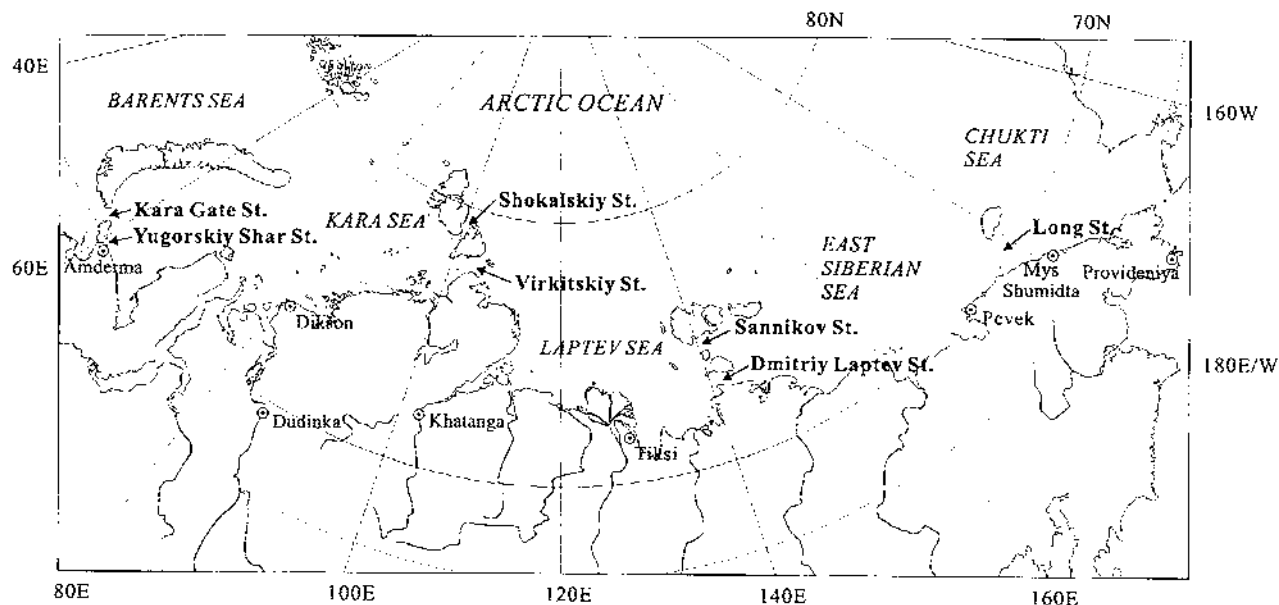 80N
70N
40E
BARENTS SEA
ARCTIC OCEAN
160W
CHUKTI
SEA
Shokalskiy St.
Kara Gate St.
KARA SEA
Yugorskiy Shar St.
Long St.
Amderma
EAST
SIBERIAN
SEA
60E
Virkitskiy St.
Mys
Shumidta
Provideniya
Dikson
Pevek
Sannikov St.
LAPTEV SEA
Dmitriy Laptev St.
180E/W
Dudinka
Khatanga
Tiksi
80E
100E
120E
140E
160E